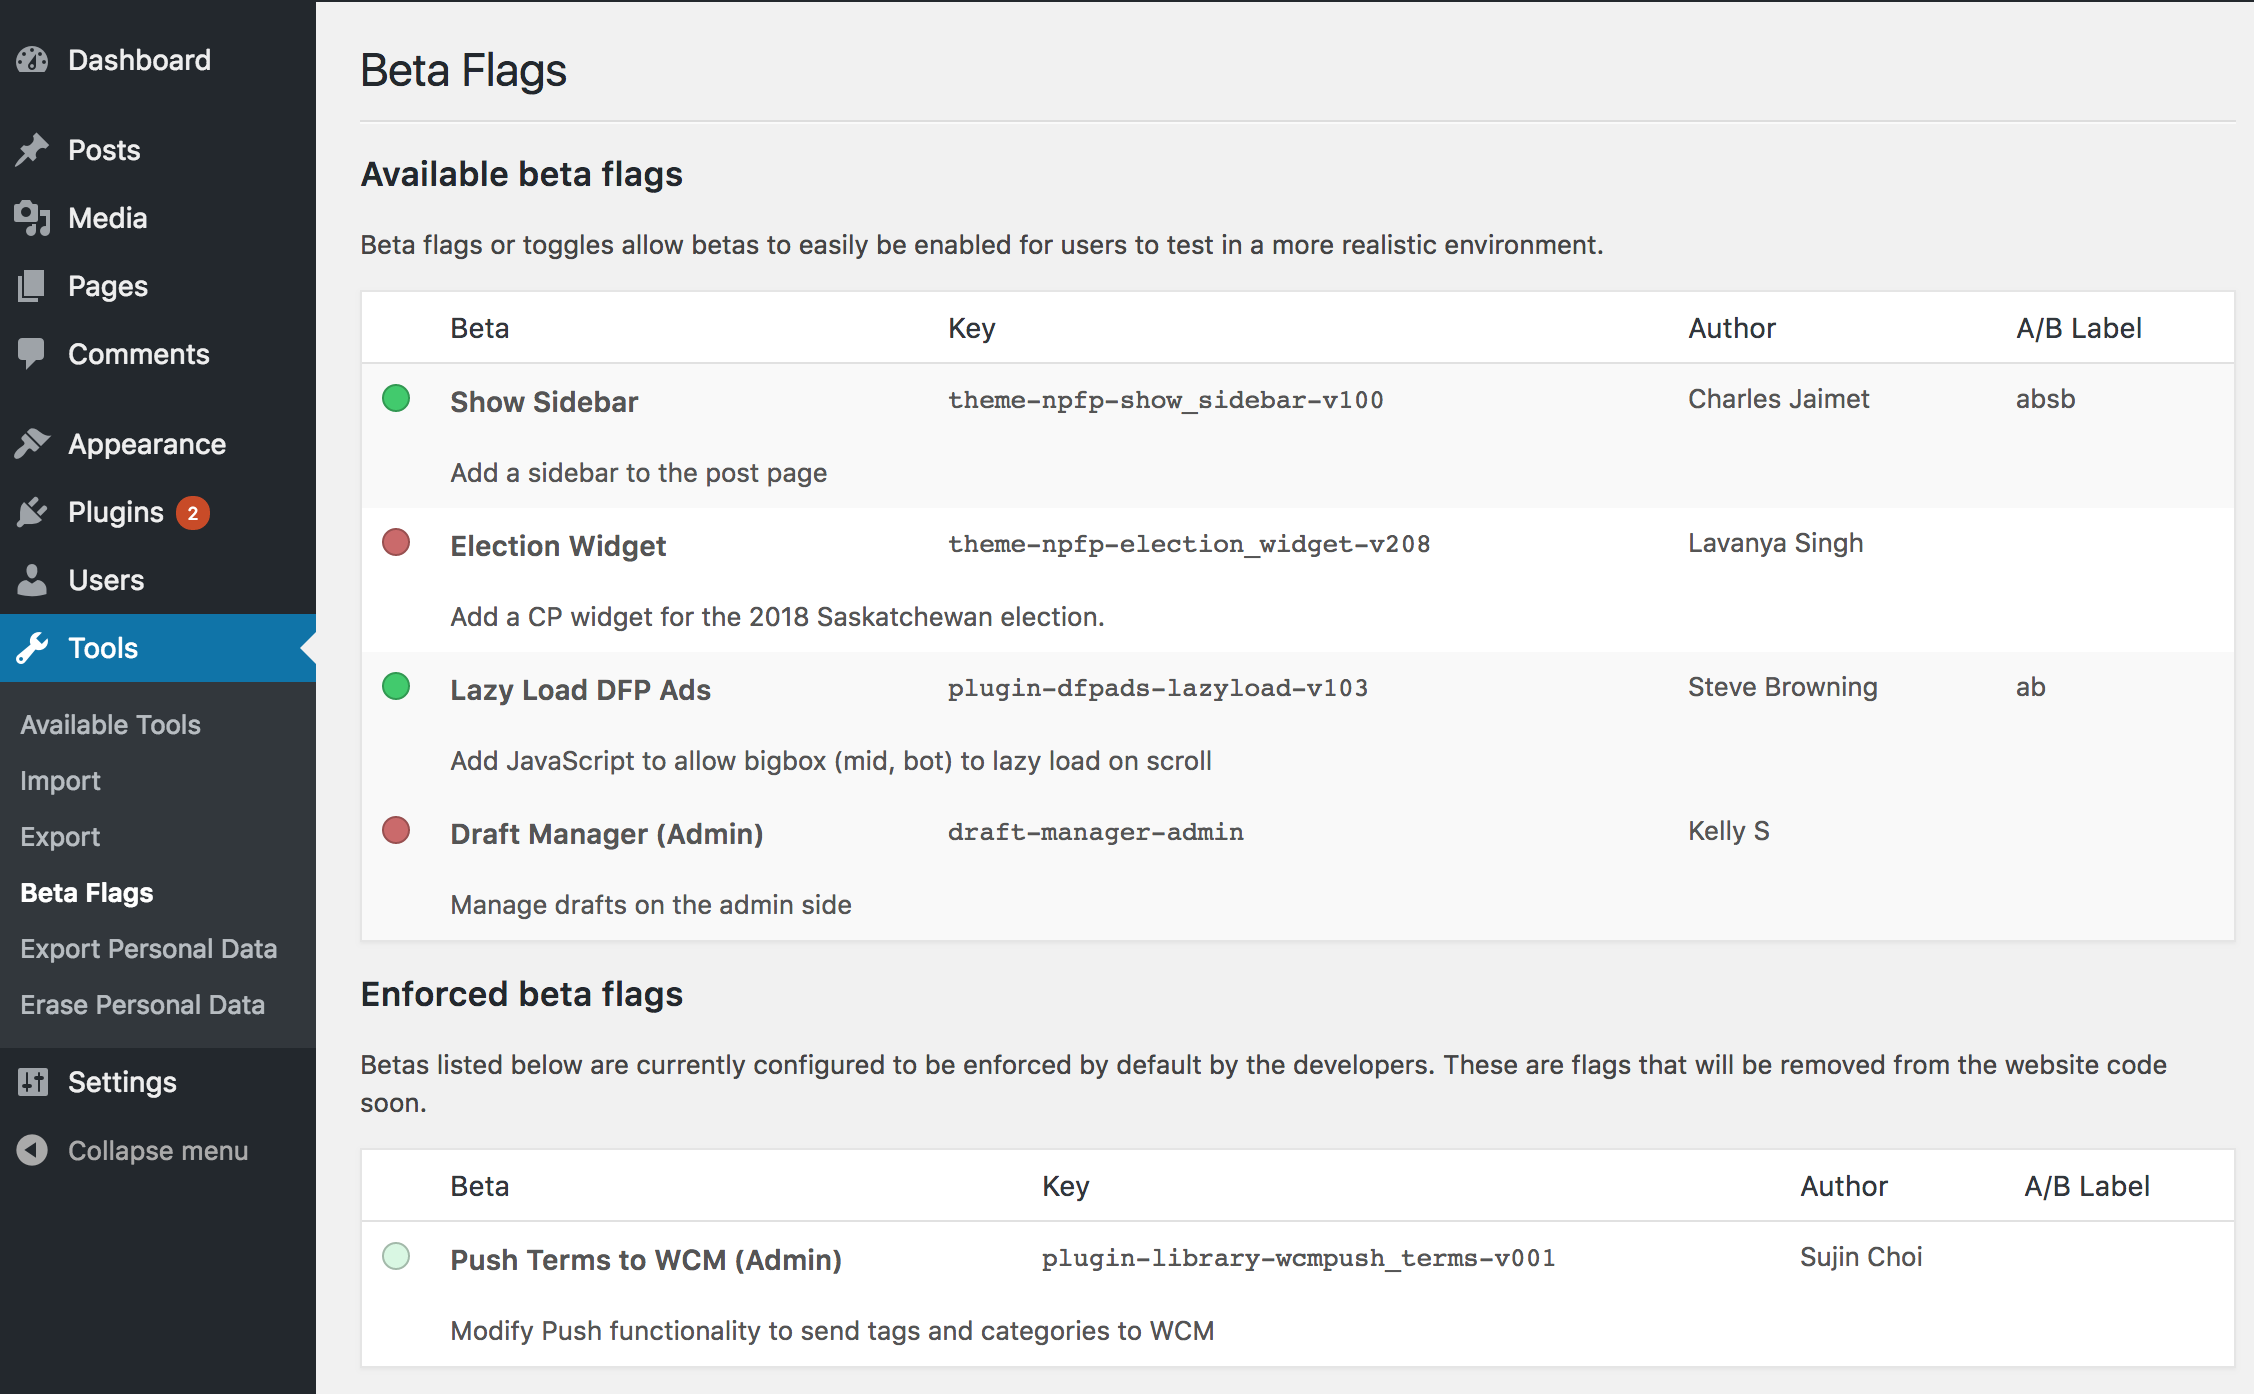 Dashboard
Posts
Media
Pages
Comments
Appearance
Plugins 2
Users
Tools
Available Tools
Import
Export
Beta Flags
Export Personal Data
Erase Personal Data
Settings
Collapse menu
Beta Flags
Available beta flags
Beta flags or toggles allow betas to easily be enabled for users to test in a more realistic environment.
Beta Key Author A/B Label
Show Sidebar theme-npfp-show_sidebar-v100 Charles Jaimet absb
Add a sidebar to the post page
Election Widget theme-npfp-election_widget-v208 Lavanya Singh
Add a CP widget for the 2018 Saskatchewan election.
Lazy Load DFP Ads plugin-dfpads-lazyload-v103 Steve Browning ab
Add JavaScript to allow bigbox (mid, bot) to lazy load on scroll
Draft Manager (Admin) draft-manager-admin Kelly S
Manage drafts on the admin side
Enforced beta flags
Betas listed below are currently configured to be enforced by default by the developers. These are flags that will be removed from the website code
soon.
Beta Key Author A/B Label
Push Terms to WCM (Admin) plugin-library-wcmpush_terms-v001 Sujin Choi
Modify Push functionality to send tags and categories to WCM